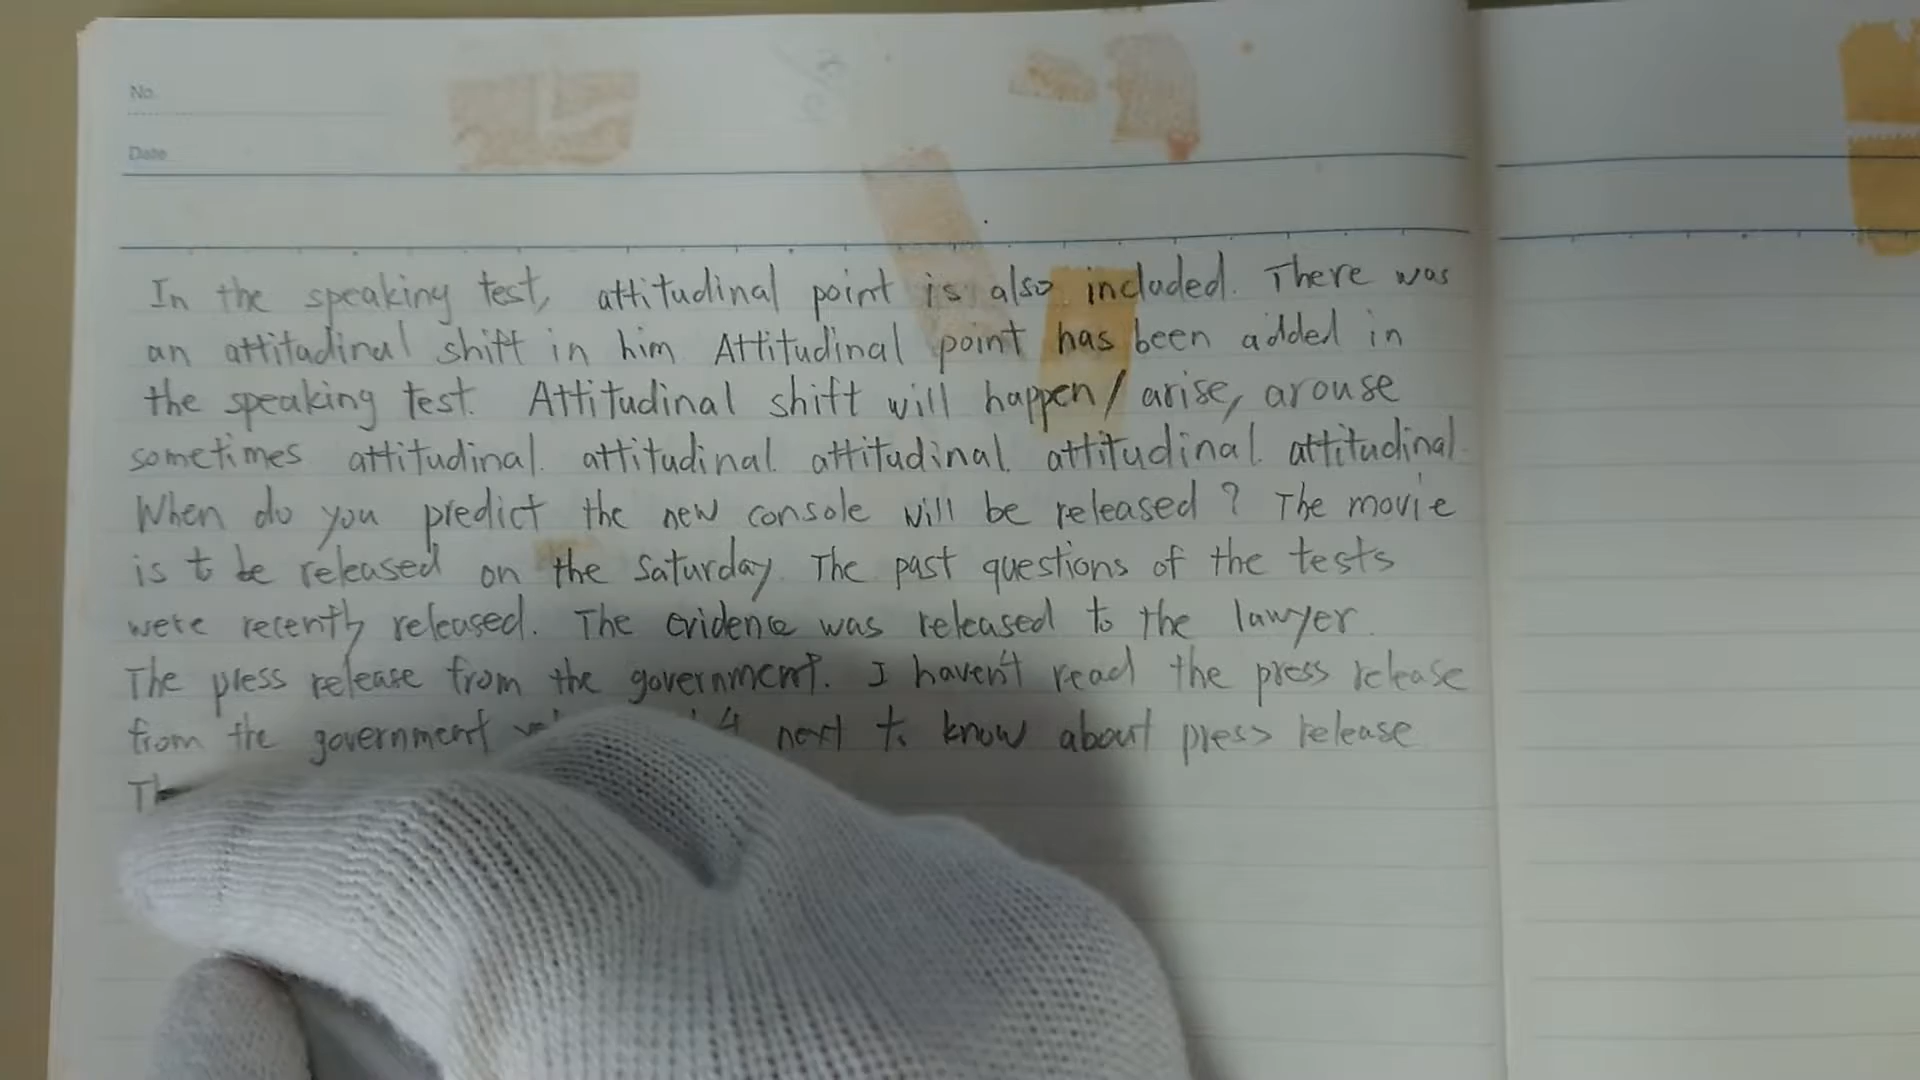 No.
Date
In the speaking test, attitudinal point is also included. There was
an attitudinal shift in him Attitudinal point has been added in
the speaking test. Attitudinal shift will happen / arise, arouse
sometimes attitudinal. attitudinal. attitudinal. attitudinal. attitudinal.
When do you predict the new console will be released? The movie
is to be released on the Saturday. The past questions of the tests
were recently released. The evidence was released to the lawyer.
The press release from the government. I haven't read the press release
from the government next to know about press release